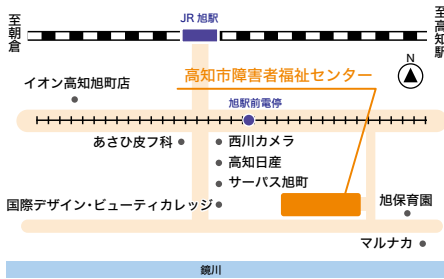 至朝倉
JR 旭駅
至高知駅
N
高知市障害者福祉センター
イオン高知旭町店
旭駅前電停
あさひ皮フ科
西川カメラ
高知日産
サーパス旭町
国際デザイン・ビューティカレッジ
旭保育園
マルナカ
鏡川